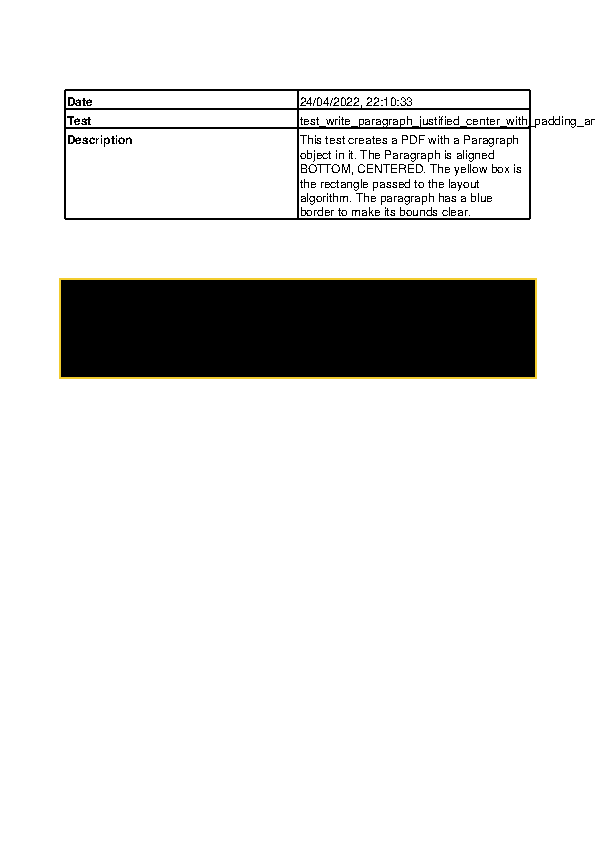 Date 24/04/2022, 22:10:33
Test test_write_paragraph_justified_center_with_padding_ar
Description This test creates a PDF with a Paragraph
object in it. The Paragraph is aligned
BOTTOM, CENTERED. The yellow box is
the rectangle passed to the layout
algorithm. The paragraph has a blue
border to make its bounds clear.